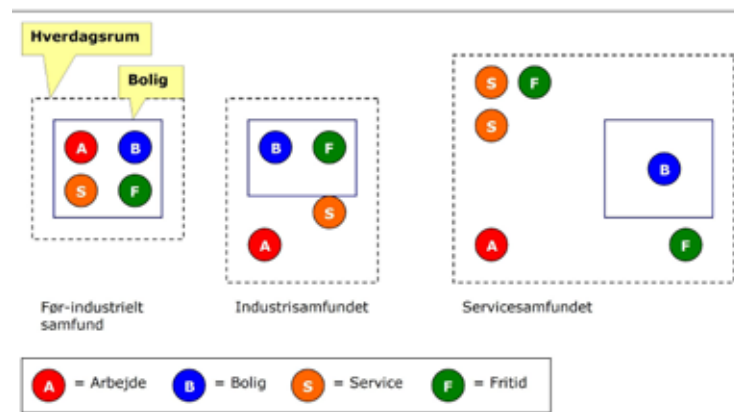 Hverdagsrum
Bolig
A B
S F
B F
S
A
S F
S
B
A F
Før-industrielt
samfund
Industrisamfundet
Servicesamfundet
A = Arbejde B = Bolig S = Service F = Fritid